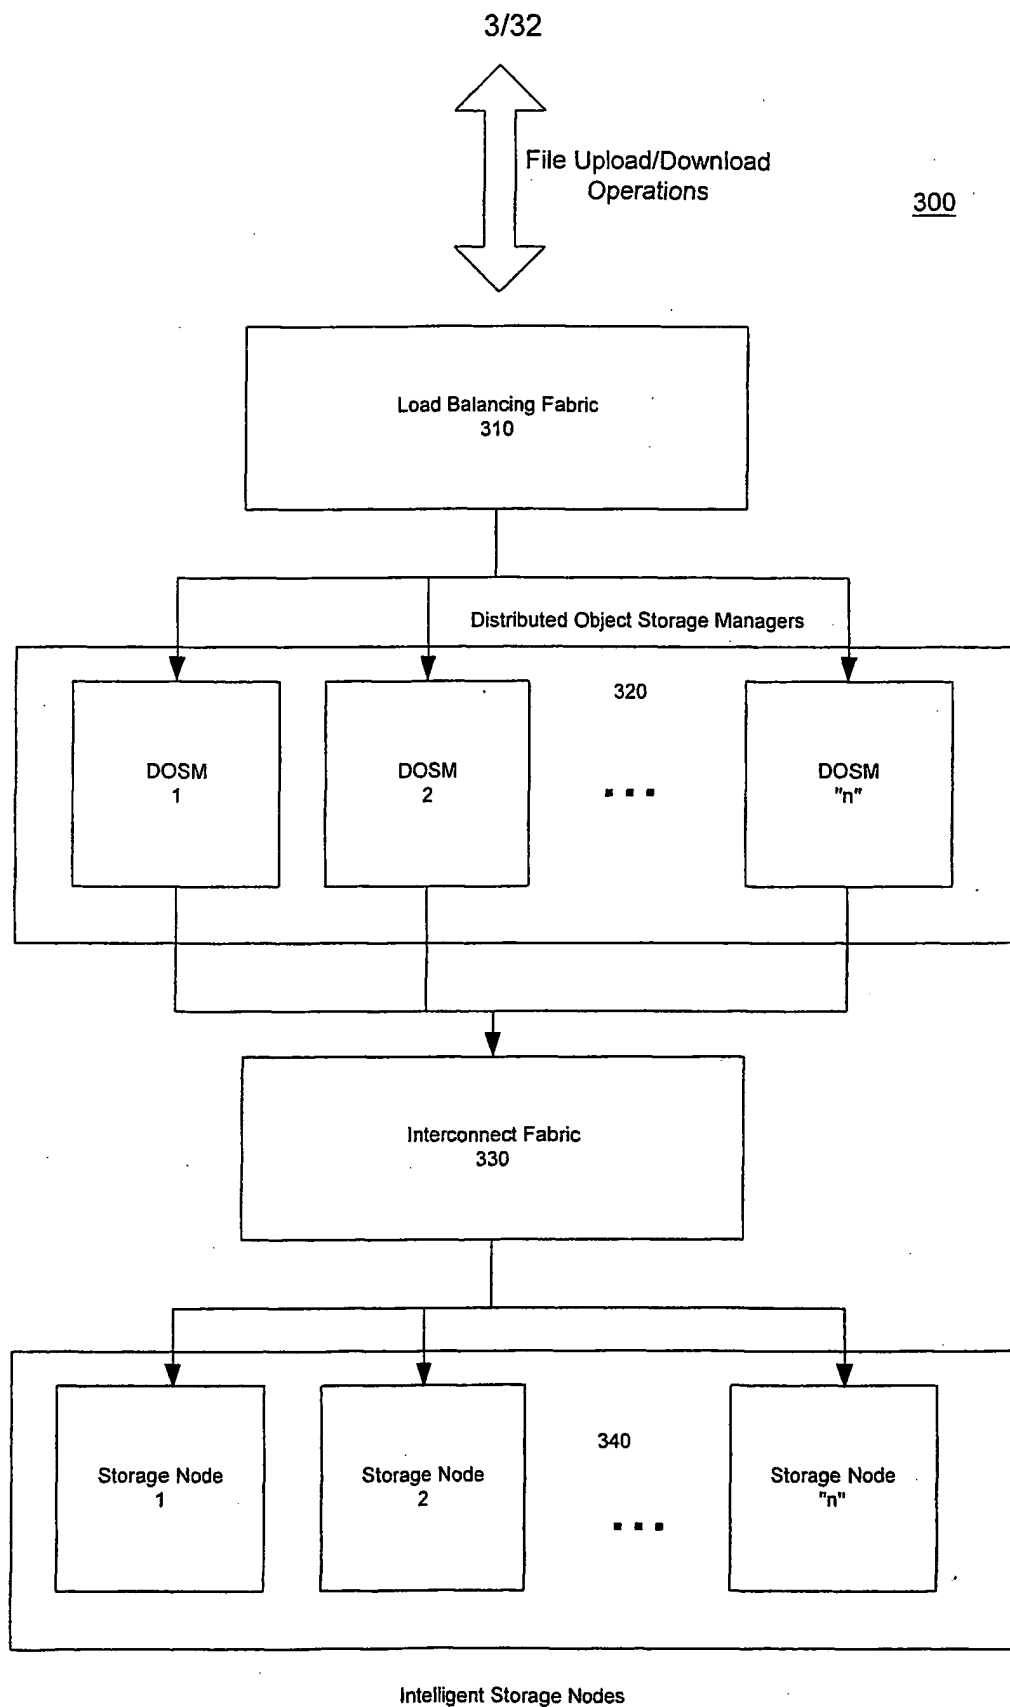 3/32
File Upload/Download
Operations
300
Load Balancing Fabric
310
Distributed Object Storage Managers
320
DOSM
1
DOSM
2
DOSM
"n"
Interconnect Fabric
330
340
Storage Node
1
Storage Node
2
Storage Node
"n"
Intelligent Storage Nodes